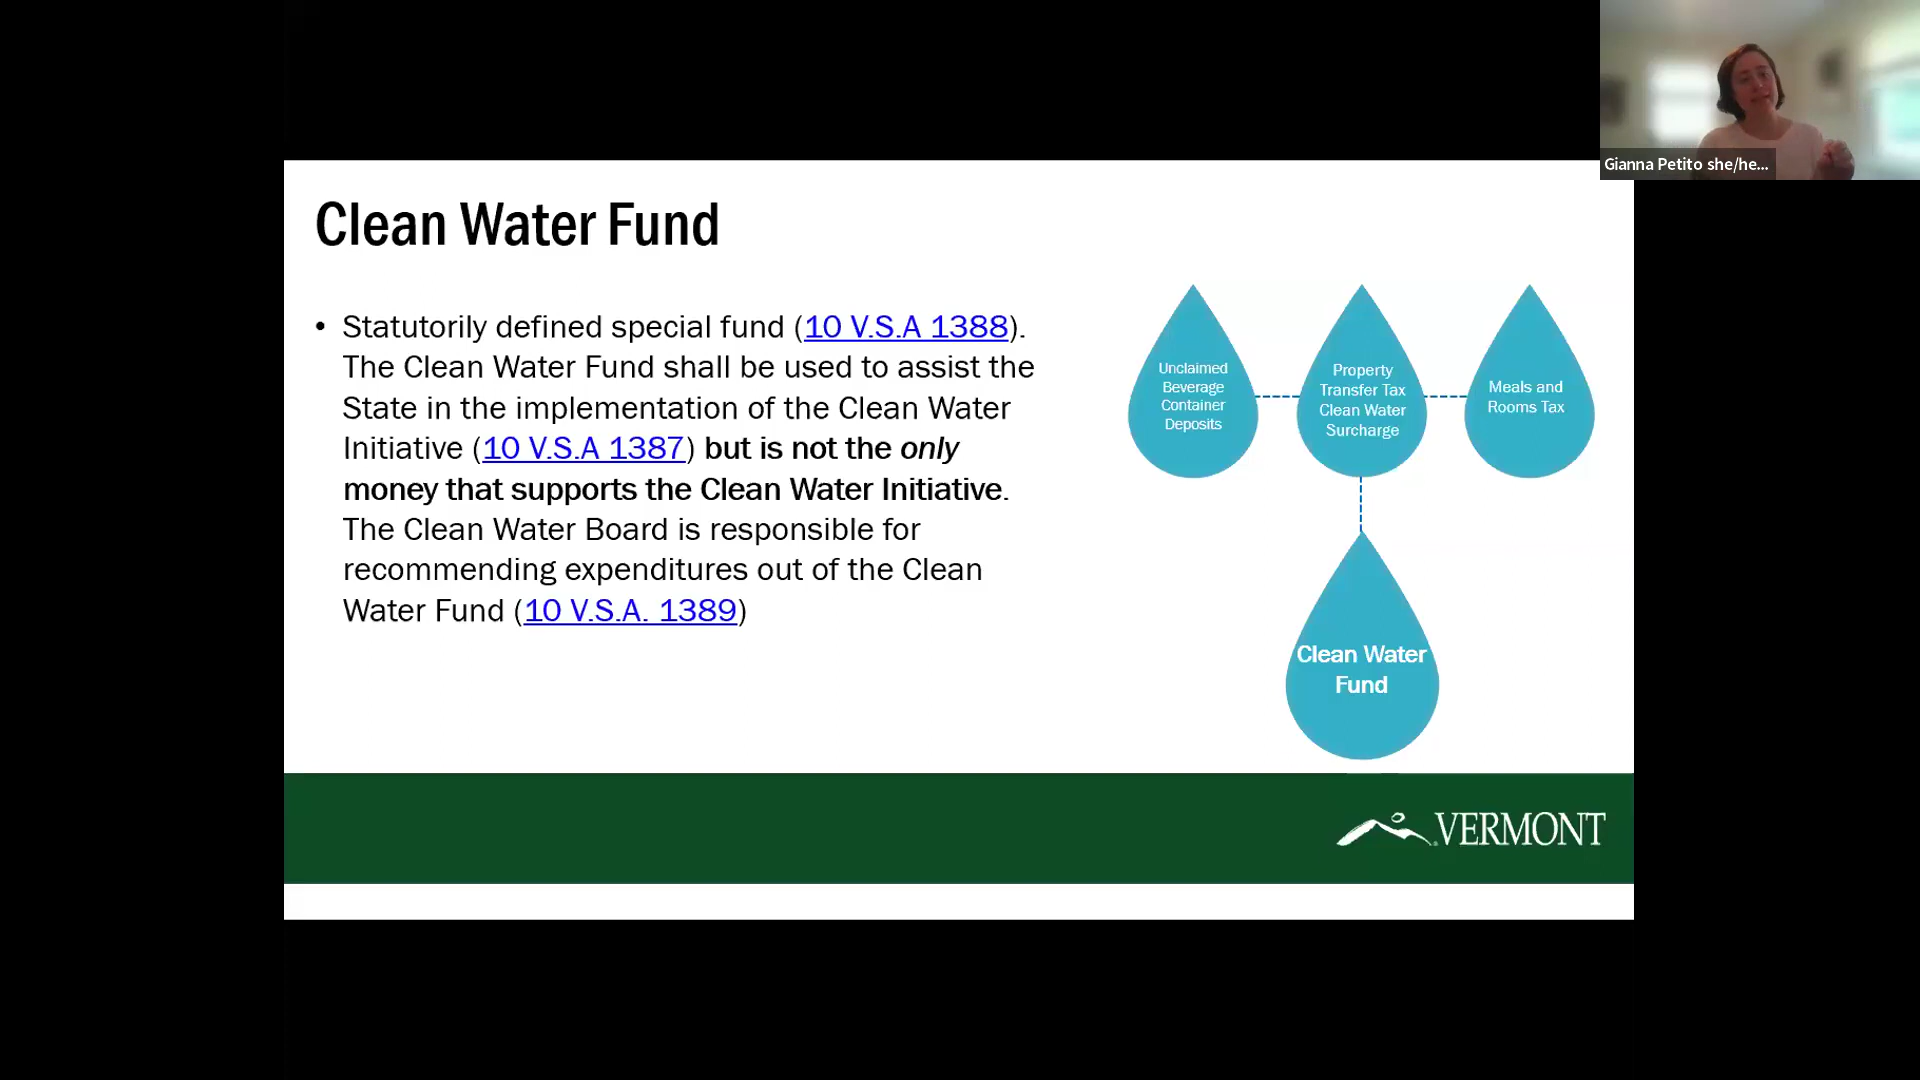 Gianna Petito she/he...
Clean Water Fund
• Statutorily defined special fund (10 V.S.A 1388).
The Clean Water Fund shall be used to assist the
State in the implementation of the Clean Water
Initiative (10 V.S.A 1387) but is not the only
money that supports the Clean Water Initiative.
The Clean Water Board is responsible for
recommending expenditures out of the Clean
Water Fund (10 V.S.A. 1389)
Unclaimed
Beverage
Container
Deposits
Property
Transfer Tax
Clean Water
Surcharge
Meals and
Rooms Tax
Clean Water
Fund
VERMONT